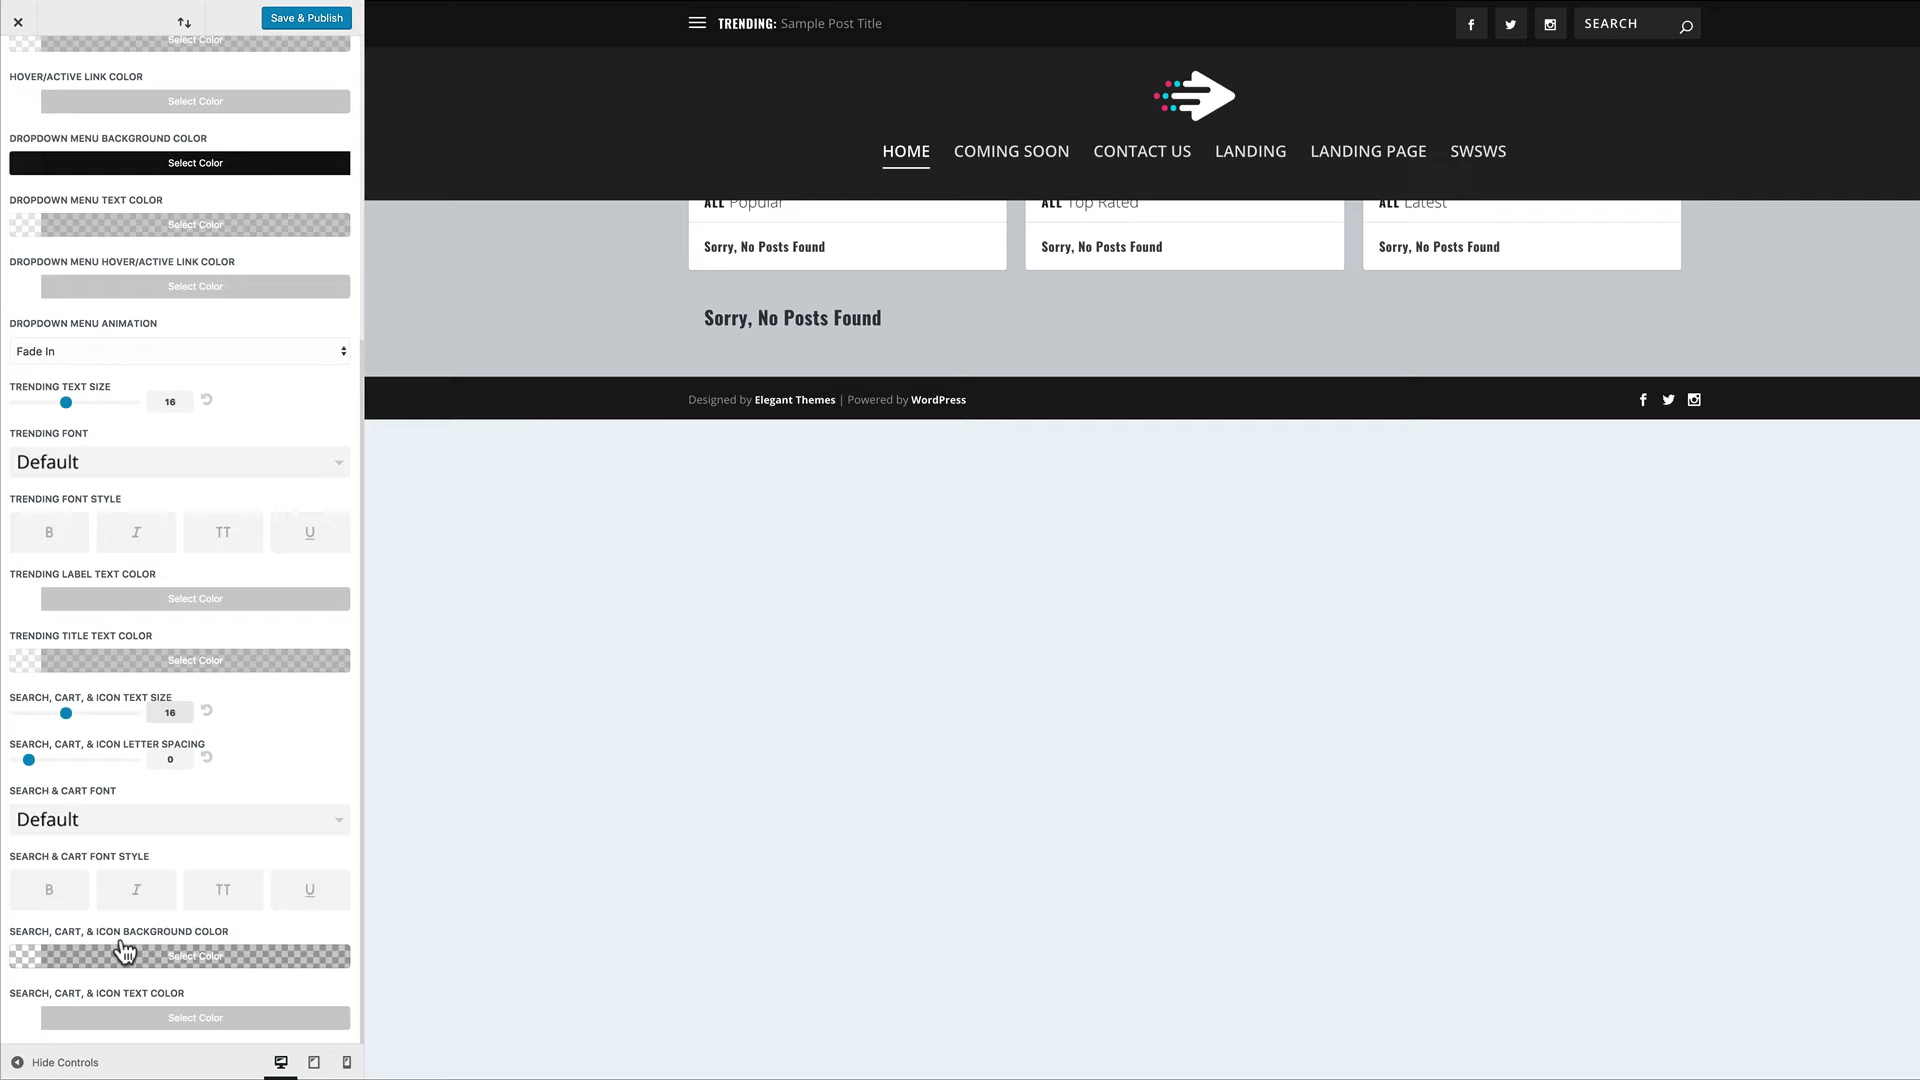 Save & Publish
Select Color
HOVER/ACTIVE LINK COLOR
Select Color
DROPDOWN MENU BACKGROUND COLOR
Select Color
DROPDOWN MENU TEXT COLOR
Select Color
DROPDOWN MENU HOVER/ACTIVE LINK COLOR
Select Color
DROPDOWN MENU ANIMATION
Fade In
TRENDING TEXT SIZE
16
TRENDING FONT
Default
TRENDING FONT STYLE
B I TT U
TRENDING LABEL TEXT COLOR
Select Color
TRENDING TITLE TEXT COLOR
Select Color
SEARCH, CART, & ICON TEXT SIZE
16
SEARCH, CART, & ICON LETTER SPACING
0
SEARCH & CART FONT
Default
SEARCH & CART FONT STYLE
B I TT U
SEARCH, CART, & ICON BACKGROUND COLOR
Select Color
SEARCH, CART, & ICON TEXT COLOR
Select Color
Hide Controls
TRENDING: Sample Post Title
SEARCH
HOME COMING SOON CONTACT US LANDING LANDING PAGE SWSWS
ALL Popular ALL Top Rated ALL Latest
Sorry, No Posts Found Sorry, No Posts Found Sorry, No Posts Found
Sorry, No Posts Found
Designed by Elegant Themes | Powered by WordPress